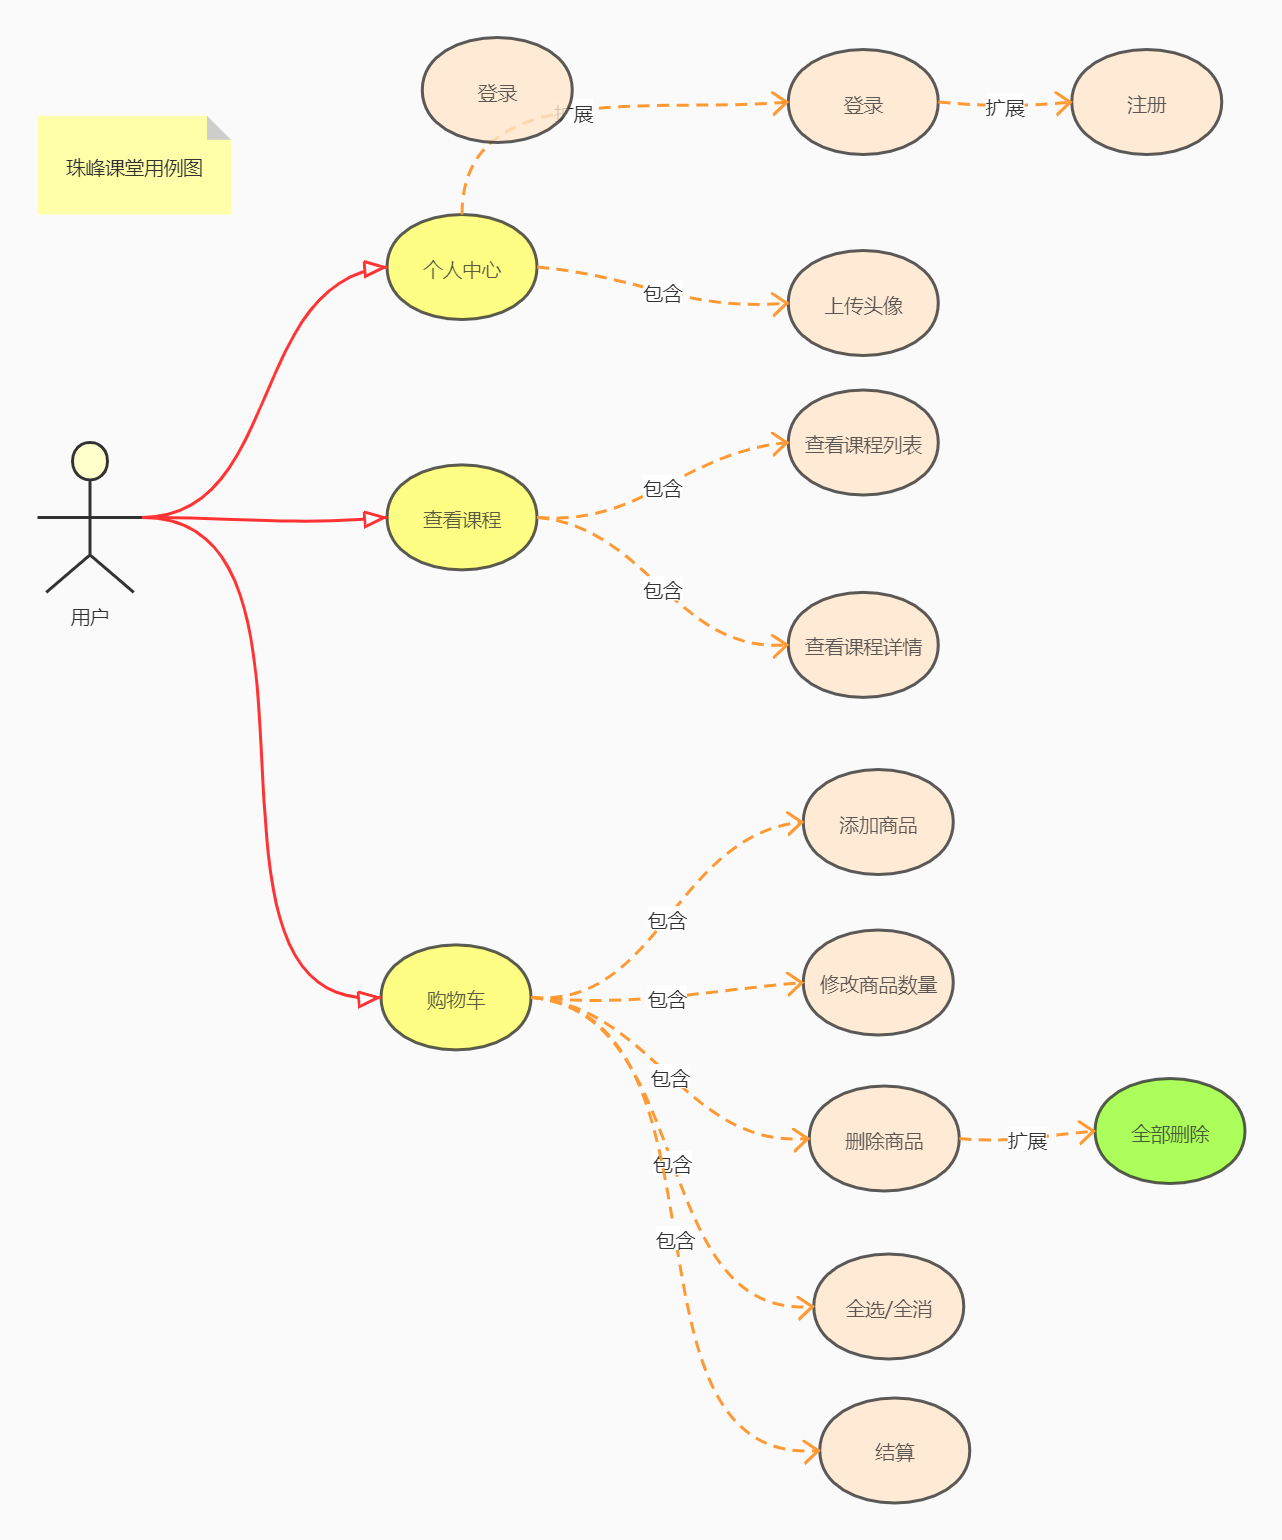 登录
扩展
登录
扩展
注册
珠峰课堂用例图
个人中心
包含
上传头像
包含
查看课程列表
用户
查看课程
包含
查看课程详情
添加商品
包含
购物车
包含
修改商品数量
包含
删除商品
扩展
全部删除
包含
包含
全选/全消
结算